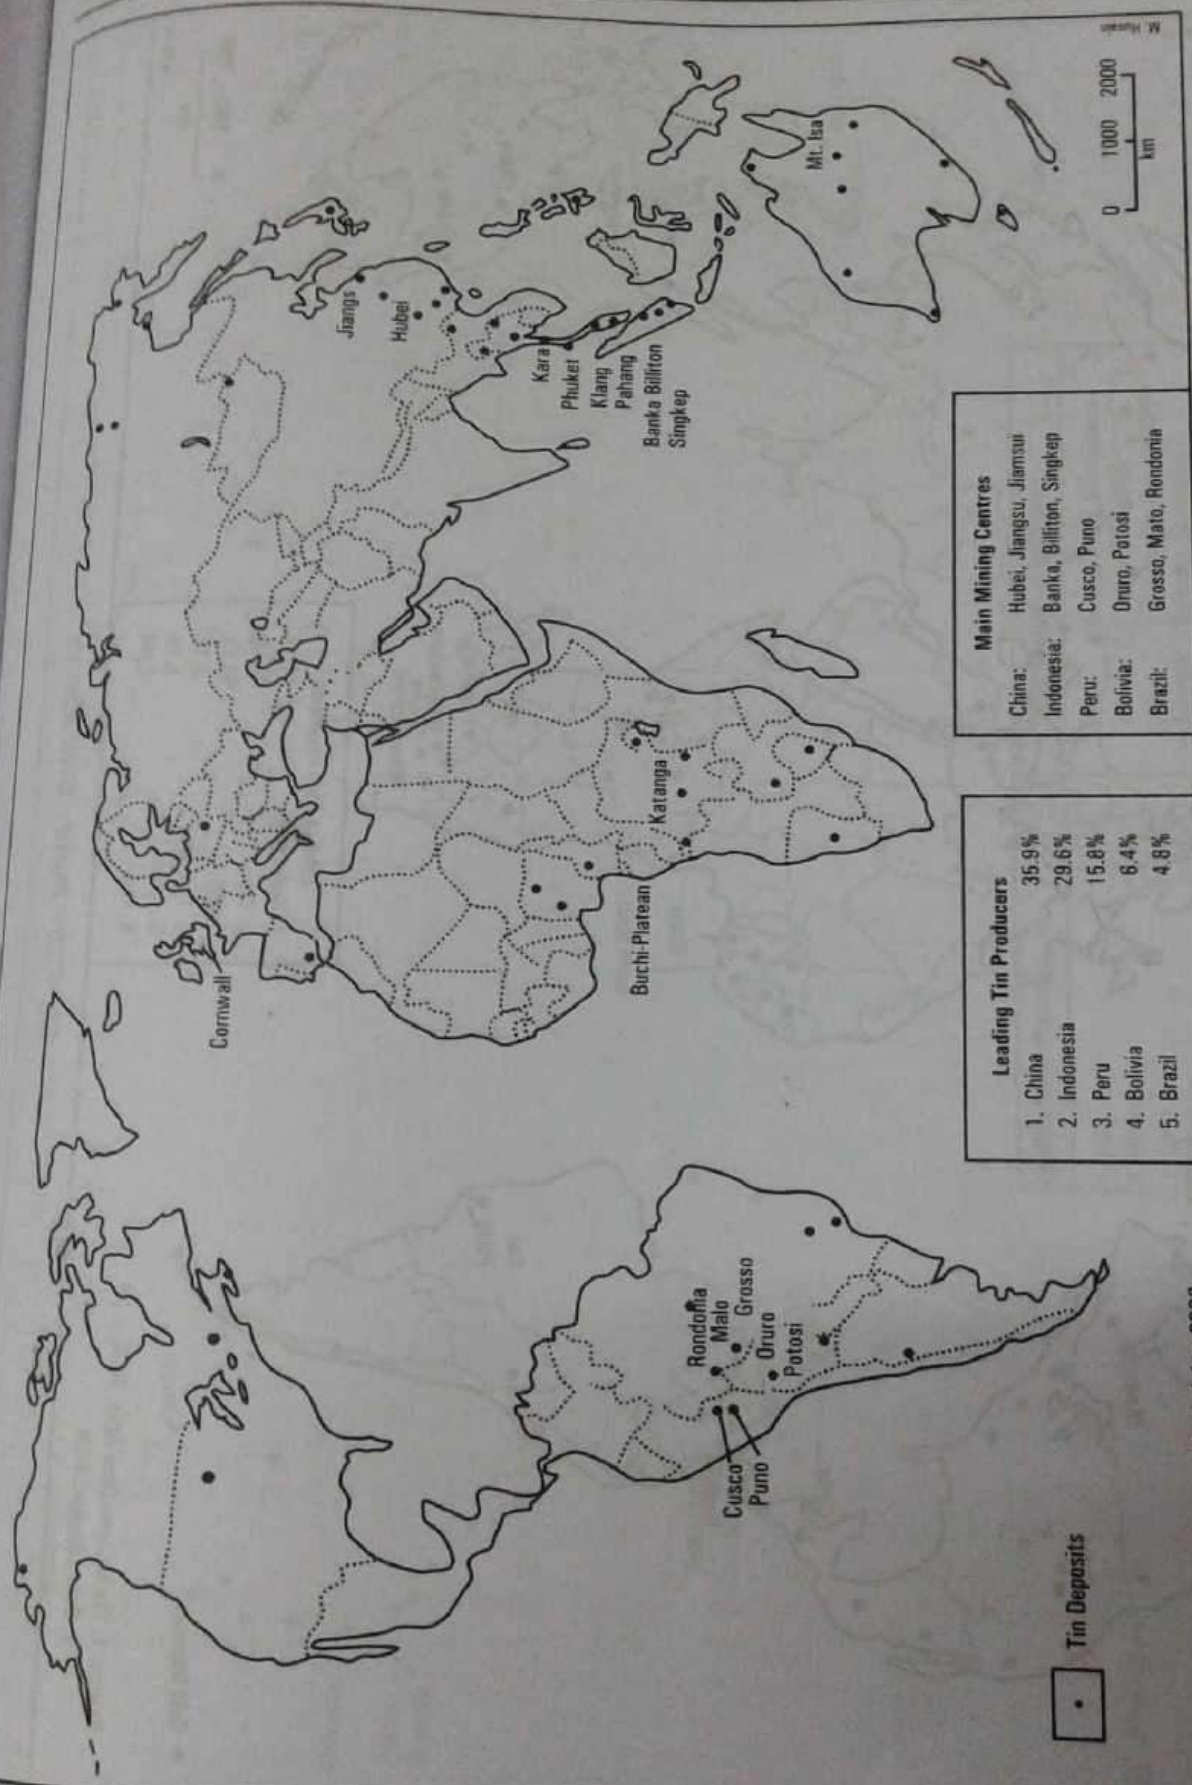 Cornwall
Jiangs
Hubei
Kara
Phuket
Klang
Pahang
Banka Billiton
Singkep
Mt. Isa
Katanga
Buchi-Platean
Rondonia
Malo
Grosso
Oruro
Potosi
Cusco
Puno
Tin Deposits
Leading Tin Producers
1. China 35.9%
2. Indonesia 29.6%
3. Peru 15.8%
4. Bolivia 6.4%
5. Brazil 4.8%
Main Mining Centres
China: Hubei, Jiangsu, Jiamsui
Indonesia: Banka, Billiton, Singkep
Peru: Cusco, Puno
Bolivia: Oruro, Potosi
Brazil: Grosso, Mato, Rondonia
0 1000 2000
km
M. Husain